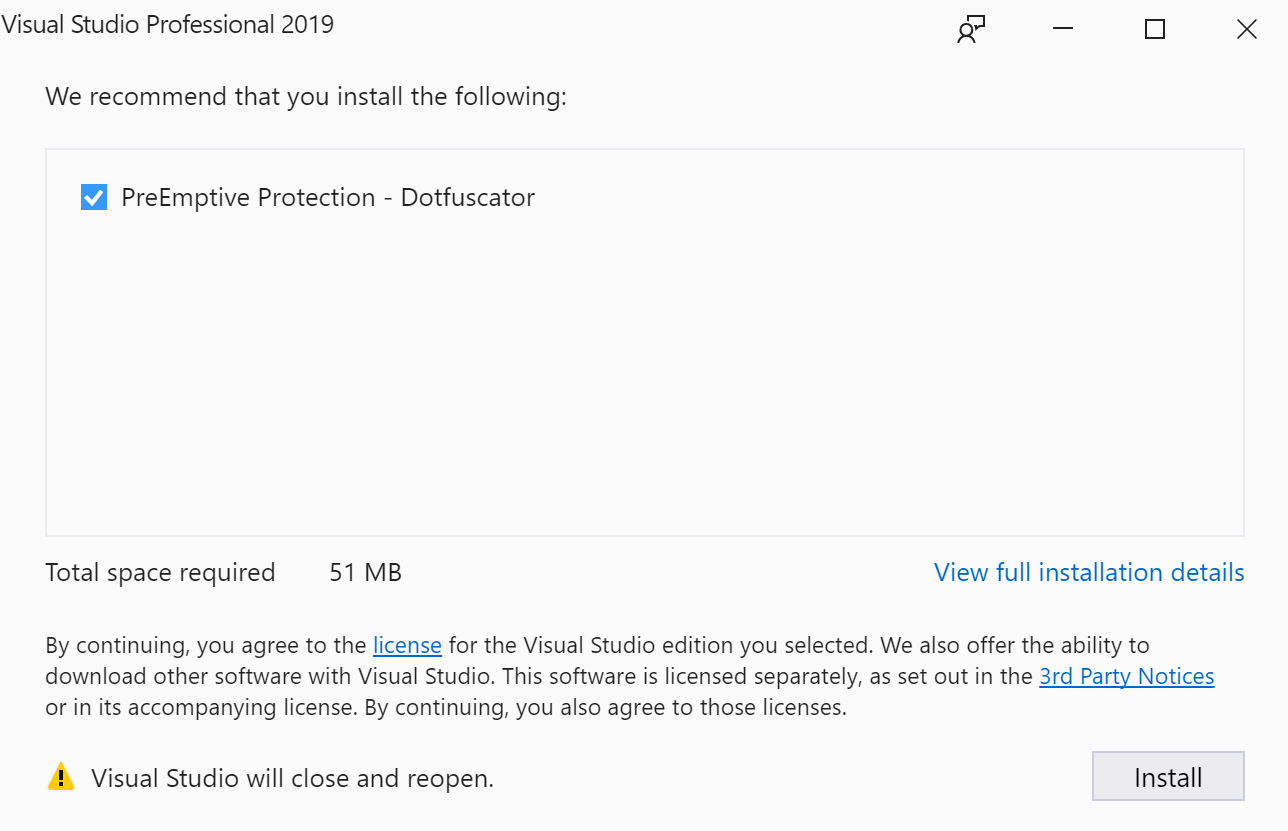 Visual Studio Professional 2019
We recommend that you install the following:
PreEmptive Protection - Dotfuscator
Total space required 51 MB
View full installation details
By continuing, you agree to the license for the Visual Studio edition you selected. We also offer the ability to
download other software with Visual Studio. This software is licensed separately, as set out in the 3rd Party Notices
or in its accompanying license. By continuing, you also agree to those licenses.
Visual Studio will close and reopen.
Install